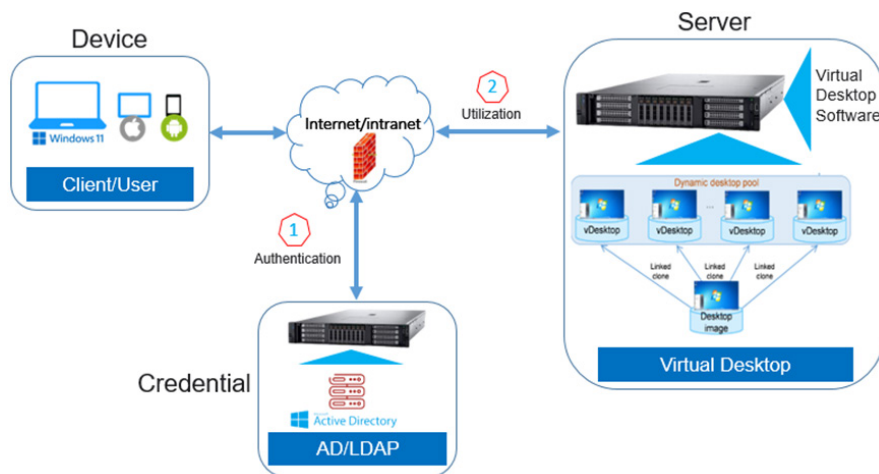 Device
Windows 11
Client/User
Internet/intranet
1
Authentication
2
Utilization
Credential
Active Directory
AD/LDAP
Server
Virtual
Desktop
Software
Dynamic desktop pool
...
vDesktop
vDesktop
vDesktop
vDesktop
Linked
clone
Linked
clone
Linked
clone
Desktop
image
Virtual Desktop